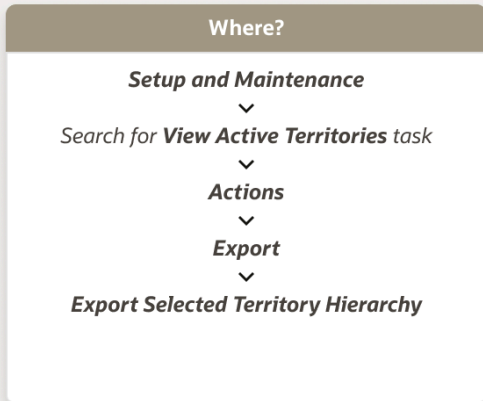 Where?
Setup and Maintenance
Search for View Active Territories task
Actions
Export
Export Selected Territory Hierarchy